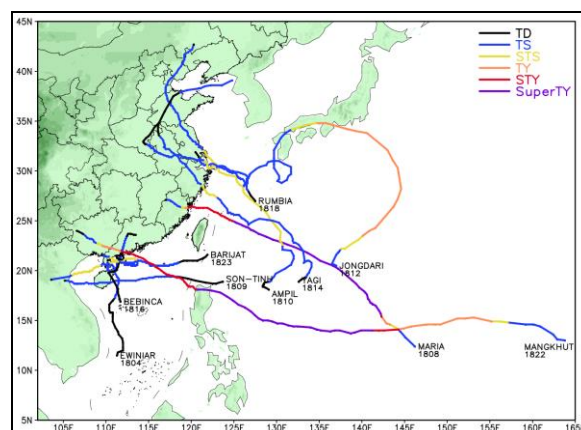 45N
40N
35N
30N
25N
20N
15N
10N
5N
TD
TS
STS
TY
STY
SuperTY
RUMBIA
1818
BARIJAT
1823
SON-TINH
1809
JONGDARI
1812
TAGI
1814
AMPIL
1810
BEBINCA
1816
EWINIAR
1804
MARIA
1808
MANGKHUT
1822
105E
110E
115E
120E
125E
130E
135E
140E
145E
150E
155E
160E
165E